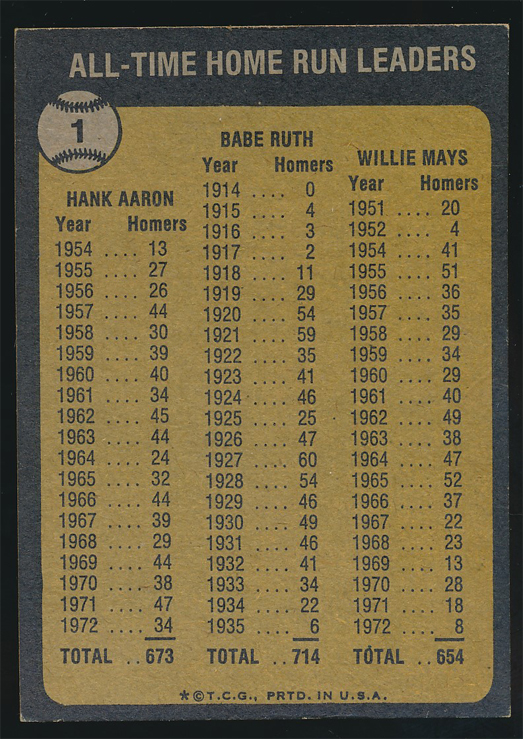 ALL-TIME HOME RUN LEADERS
1
HANK AARON
Year Homers
1954 .... 13
1955 .... 27
1956 .... 26
1957 .... 44
1958 .... 30
1959 .... 39
1960 .... 40
1961 .... 34
1962 .... 45
1963 .... 44
1964 .... 24
1965 .... 32
1966 .... 44
1967 .... 39
1968 .... 29
1969 .... 44
1970 .... 38
1971 .... 47
1972 .... 34
TOTAL .. 673
BABE RUTH
Year Homers
1914 .... 0
1915 .... 4
1916 .... 3
1917 .... 2
1918 .... 11
1919 .... 29
1920 .... 54
1921 .... 59
1922 .... 35
1923 .... 41
1924 .... 46
1925 .... 25
1926 .... 47
1927 .... 60
1928 .... 54
1929 .... 46
1930 .... 49
1931 .... 46
1932 .... 41
1933 .... 34
1934 .... 22
1935 .... 6
TOTAL .. 714
WILLIE MAYS
Year Homers
1951 .... 20
1952 .... 4
1954 .... 41
1955 .... 51
1956 .... 36
1957 .... 35
1958 .... 29
1959 .... 34
1960 .... 29
1961 .... 40
1962 .... 49
1963 .... 38
1964 .... 47
1965 .... 52
1966 .... 37
1967 .... 22
1968 .... 23
1969 .... 13
1970 .... 28
1971 .... 18
1972 .... 8
TOTAL .. 654
*©T.C.G., PRTD. IN U.S.A.